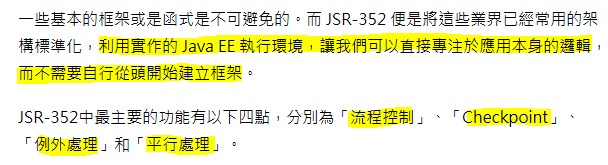 一些基本的框架或是函式是不可避免的。而 JSR-352 便是將這些業界已經常用的架
構標準化，利用實作的 Java EE 執行環境，讓我們可以直接專注於應用本身的邏輯，
而不需要自行從頭開始建立框架。
JSR-352中最主要的功能有以下四點，分別為「流程控制」、「Checkpoint」、
「例外處理」和「平行處理」。